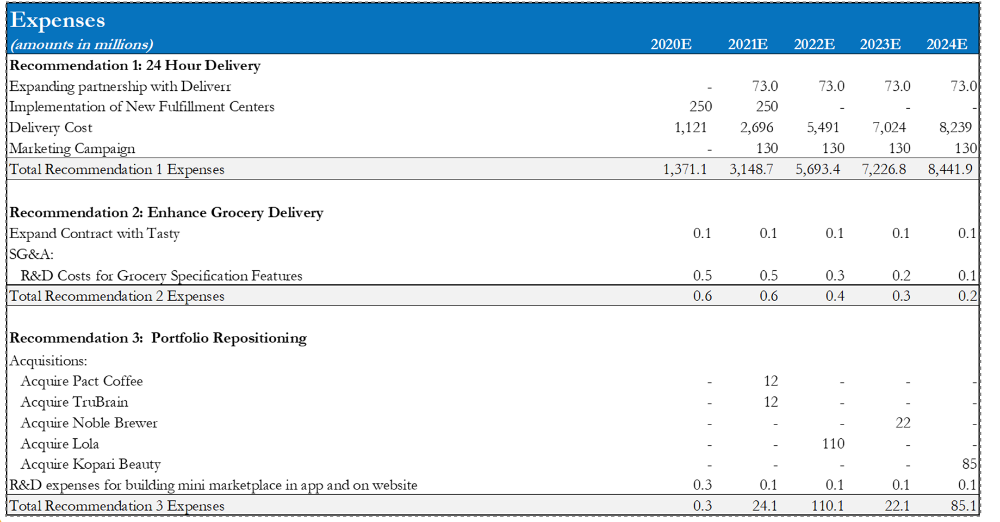 Expenses
(amounts in millions) 2020E 2021E 2022E 2023E 2024E
Recommendation 1: 24 Hour Delivery
Expanding partnership with Deliverr - 73.0 73.0 73.0 73.0
Implementation of New Fulfillment Centers 250 250 - - -
Delivery Cost 1,121 2,696 5,491 7,024 8,239
Marketing Campaign - 130 130 130 130
Total Recommendation 1 Expenses 1,371.1 3,148.7 5,693.4 7,226.8 8,441.9
Recommendation 2: Enhance Grocery Delivery
Expand Contract with Tasty 0.1 0.1 0.1 0.1 0.1
SG&A:
R&D Costs for Grocery Specification Features 0.5 0.5 0.3 0.2 0.1
Total Recommendation 2 Expenses 0.6 0.6 0.4 0.3 0.2
Recommendation 3: Portfolio Repositioning
Acquisitions:
Acquire Pact Coffee - 12 - - -
Acquire TruBrain - 12 - - -
Acquire Noble Brewer - - - 22 -
Acquire Lola - - 110 - -
Acquire Kopari Beauty - - - - 85
R&D expenses for building mini marketplace in app and on website 0.3 0.1 0.1 0.1 0.1
Total Recommendation 3 Expenses 0.3 24.1 110.1 22.1 85.1